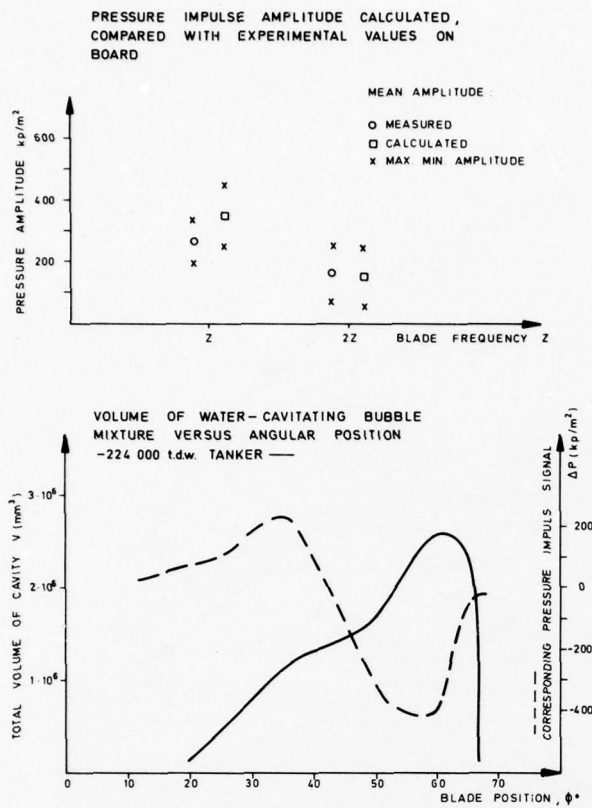 PRESSURE IMPULSE AMPLITUDE CALCULATED,
COMPARED WITH EXPERIMENTAL VALUES ON
BOARD
PRESSURE AMPLITUDE kp/m²
600
400
200
MEAN AMPLITUDE:
○ MEASURED
□ CALCULATED
x MAX. MIN. AMPLITUDE
Z
2Z
BLADE FREQUENCY Z
VOLUME OF WATER-CAVITATING BUBBLE
MIXTURE VERSUS ANGULAR POSITION
-224 000 t.d.w. TANKER —
TOTAL VOLUME OF CAVITY V (mm³)
3·10⁶
2·10⁶
1·10⁶
0
10
20
30
40
50
60
70
BLADE POSITION, ϕ°
200
0
-200
-400
— — — CORRESPONDING PRESSURE IMPULS SIGNAL
ΔP (kp/m²)